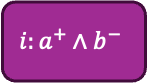 i: a⁺ ∧ b⁻